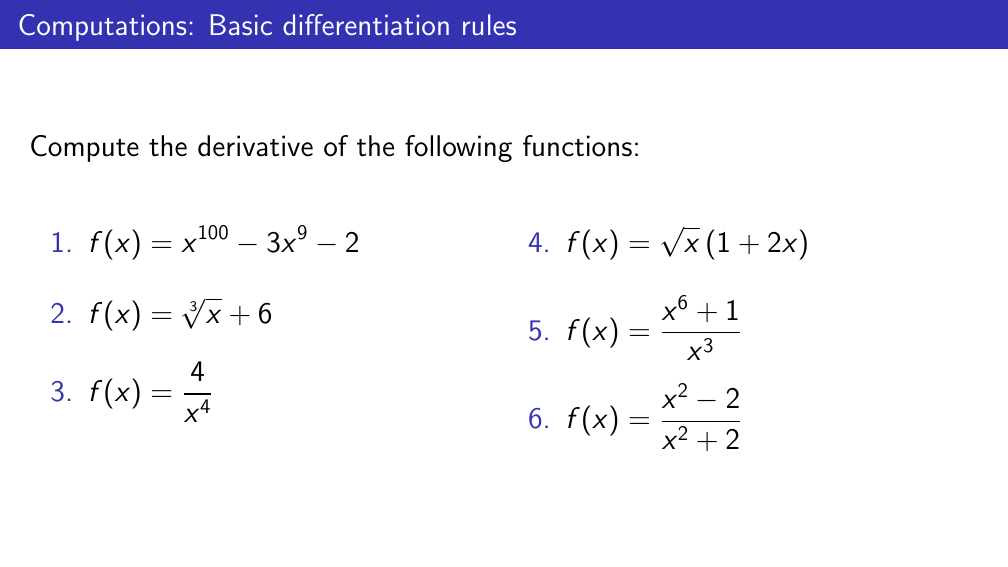 Computations: Basic differentiation rules
Compute the derivative of the following functions:
1. f(x) = x^100 − 3x^9 − 2
2. f(x) = ∛x + 6
3. f(x) = 4/x^4
4. f(x) = √x (1 + 2x)
5. f(x) = (x^6 + 1)/x^3
6. f(x) = (x^2 − 2)/(x^2 + 2)